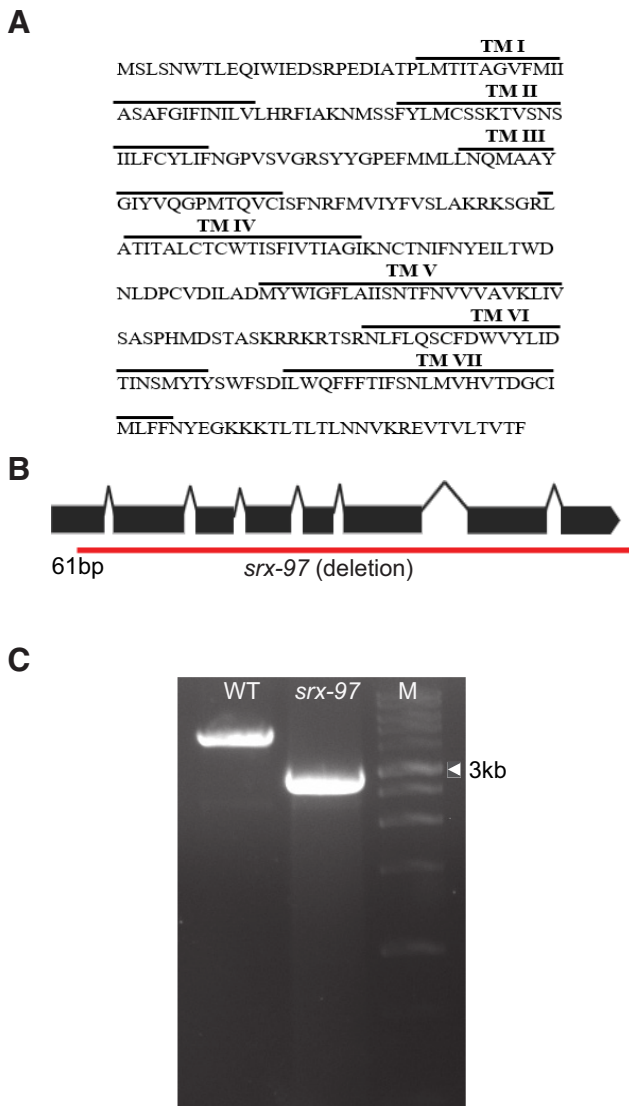 A
TM I
MSLSNWTLEQIWIEDSRPEDIATPLMTITAGVFMII
TM II
ASAFGIFINILVLHRFIAKNMSSFYLMCSSKTVSNS
TM III
IILFCYLIFNGPVSVGRSYYGPEFMMLLNQMAAY
GIYVQGPMTQVCISFNRFMVIYFVSLAKRKSGRL
TM IV
ATITALCTCWTISFIVTIAGIKNCTNIFNYEILTWD
TM V
NLDPCVDILADMYWIGFLAIISNTFNVVVAVKLIV
TM VI
SASPHMDSTASKRRKRTSRNLFLQSCFDWVYLID
TM VII
TINSMYIYSWFSDILWQFFFTIFSNLMVHVTDGCI
MLFFNYEGKKKTLTLTLNNVKREVTVLTVTF
B
61bp
srx-97 (deletion)
C
WT srx-97 M
3kb